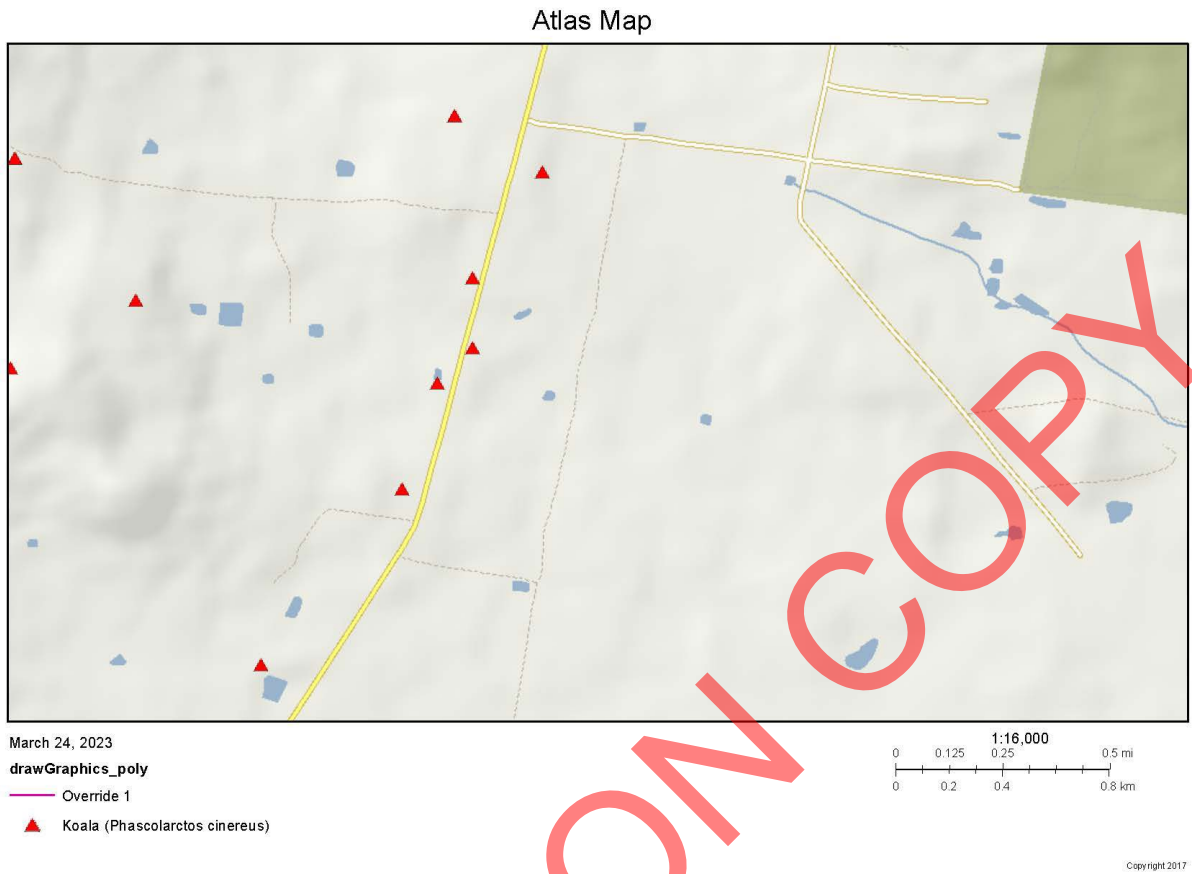 Atlas Map
March 24, 2023
drawGraphics_poly
Override 1
Koala (Phascolarctos cinereus)
1:16,000
0 0.125 0.25 0.5 mi
0 0.2 0.4 0.8 km
Copyright 2017
ON COPY